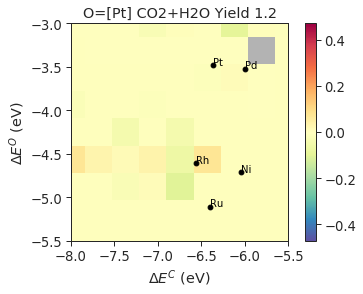 O=[Pt] CO2+H2O Yield 1.2
−3.0
−3.5
−4.0
−4.5
−5.0
−5.5
ΔE^O (eV)
Pt
Pd
Rh
Ni
Ru
−8.0 −7.5 −7.0 −6.5 −6.0 −5.5
ΔE^C (eV)
0.4
0.2
0.0
−0.2
−0.4